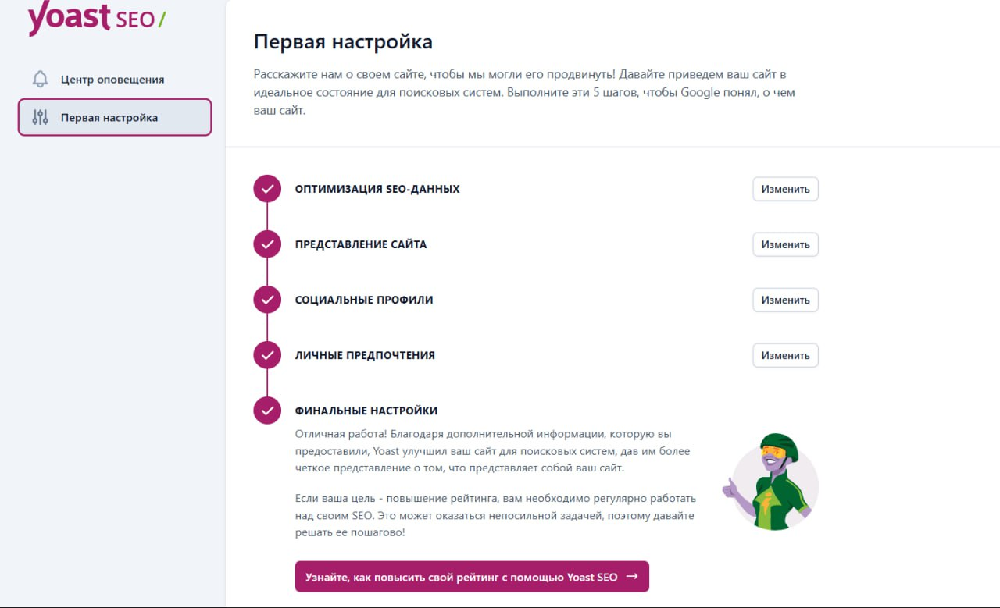 yoast SEO /
Центр оповещения
Первая настройка
Первая настройка
Расскажите нам о своем сайте, чтобы мы могли его продвинуть! Давайте приведем ваш сайт в
идеальное состояние для поисковых систем. Выполните эти 5 шагов, чтобы Google понял, о чем
ваш сайт.
ОПТИМИЗАЦИЯ SEO-ДАННЫХ
Изменить
ПРЕДСТАВЛЕНИЕ САЙТА
Изменить
СОЦИАЛЬНЫЕ ПРОФИЛИ
Изменить
ЛИЧНЫЕ ПРЕДПОЧТЕНИЯ
Изменить
ФИНАЛЬНЫЕ НАСТРОЙКИ
Отличная работа! Благодаря дополнительной информации, которую вы
предоставили, Yoast улучшил ваш сайт для поисковых систем, дав им более
четкое представление о том, что представляет собой ваш сайт.
Если ваша цель - повышение рейтинга, вам необходимо регулярно работать
над своим SEO. Это может оказаться непосильной задачей, поэтому давайте
решать ее пошагово!
Узнайте, как повысить свой рейтинг с помощью Yoast SEO →